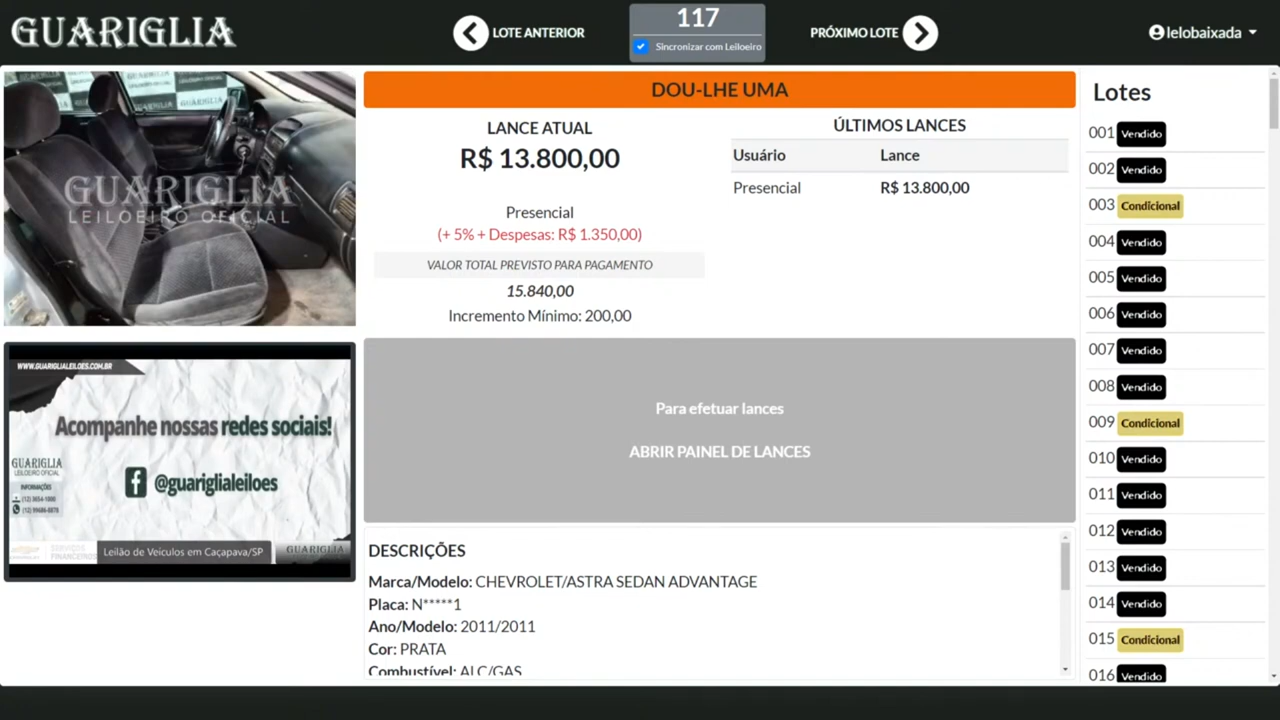 GUARIGLIA
LOTE ANTERIOR
117
Sincronizar com Leiloeiro
PRÓXIMO LOTE
lelobaixada
GUARIGLIA
LEILOEIRO OFICIAL
DOU-LHE UMA
LANCE ATUAL
R$ 13.800,00
Presencial
(+ 5% + Despesas: R$ 1.350,00)
VALOR TOTAL PREVISTO PARA PAGAMENTO
15.840,00
Incremento Mínimo: 200,00
ÚLTIMOS LANCES
Usuário Lance
Presencial R$ 13.800,00
Para efetuar lances
ABRIR PAINEL DE LANCES
WWW.GUARIGLIALEILOES.COM.BR
Acompanhe nossas redes sociais!
@guariglialeiloes
GUARIGLIA
LEILOEIRO OFICIAL
INFORMAÇÕES
(12) 3654-1000
SERVIÇOS
FINANCEIROS
Leilão de Veículos em Caçapava/SP
GUARIGLIA
DESCRIÇÕES
Marca/Modelo: CHEVROLET/ASTRA SEDAN ADVANTAGE
Placa: N*****1
Ano/Modelo: 2011/2011
Cor: PRATA
Combustível: ALC/GAS
Lotes
001 Vendido
002 Vendido
003 Condicional
004 Vendido
005 Vendido
006 Vendido
007 Vendido
008 Vendido
009 Condicional
010 Vendido
011 Vendido
012 Vendido
013 Vendido
014 Vendido
015 Condicional
016 Vendido